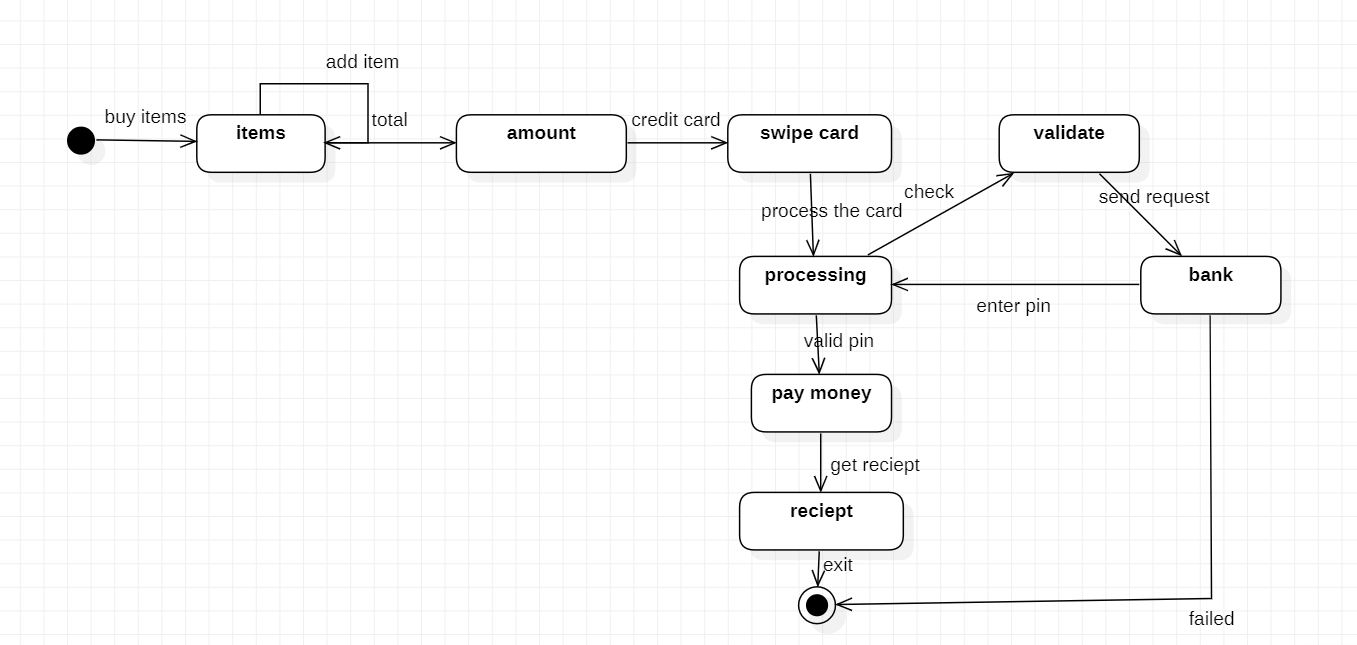 add item
buy items
items
total
amount
credit card
swipe card
validate
process the card
check
send request
processing
bank
enter pin
valid pin
pay money
get reciept
reciept
exit
failed